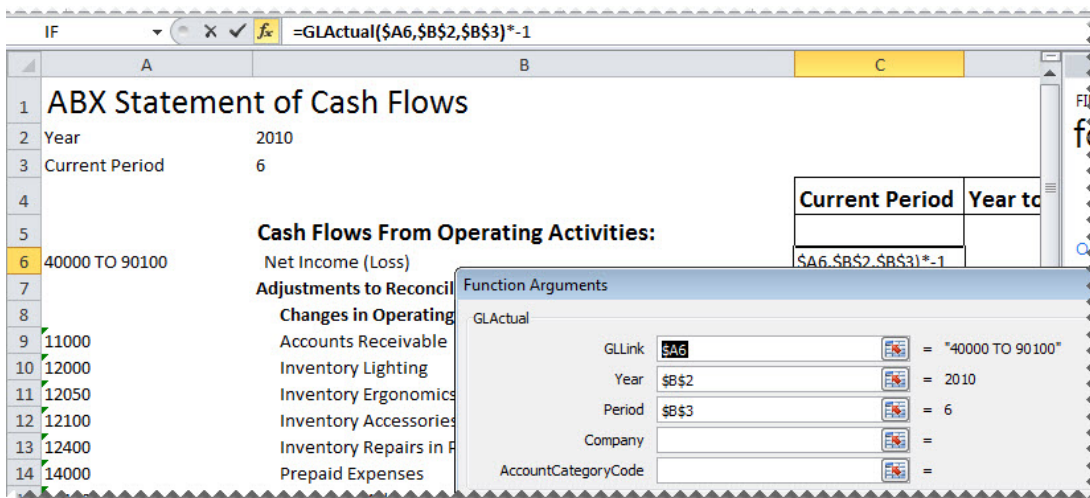 IF fx =GLActual($A6,$B$2,$B$3)*-1
A B C
1 ABX Statement of Cash Flows
2 Year 2010
3 Current Period 6
4 Current Period Year to
5 Cash Flows From Operating Activities:
6 40000 TO 90100 Net Income (Loss) $A6,$B$2,$B$3)*-1
7 Adjustments to Reconcil
8 Changes in Operating
9 11000 Accounts Receivable
10 12000 Inventory Lighting
11 12050 Inventory Ergonomics
12 12100 Inventory Accessories
13 12400 Inventory Repairs in
14 14000 Prepaid Expenses
Function Arguments
GLActual
GLLink $A6 = "40000 TO 90100"
Year $B$2 = 2010
Period $B$3 = 6
Company =
AccountCategoryCode =